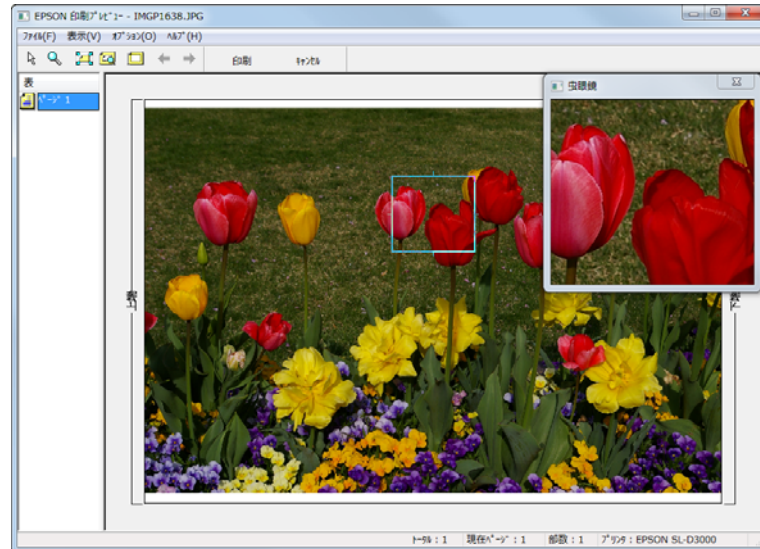 EPSON 印刷ﾌﾟﾚﾋﾞｭｰ - IMGP1638.JPG
ﾌｧｲﾙ(F) 表示(V) ｵﾌﾟｼｮﾝ(O) ﾍﾙﾌﾟ(H)
印刷 ｷｬﾝｾﾙ
表
ﾍﾟｰｼﾞ 1
虫眼鏡
ﾄｰﾀﾙ : 1 現在ﾍﾟｰｼﾞ : 1 部数 : 1 ﾌﾟﾘﾝﾀ : EPSON SL-D3000